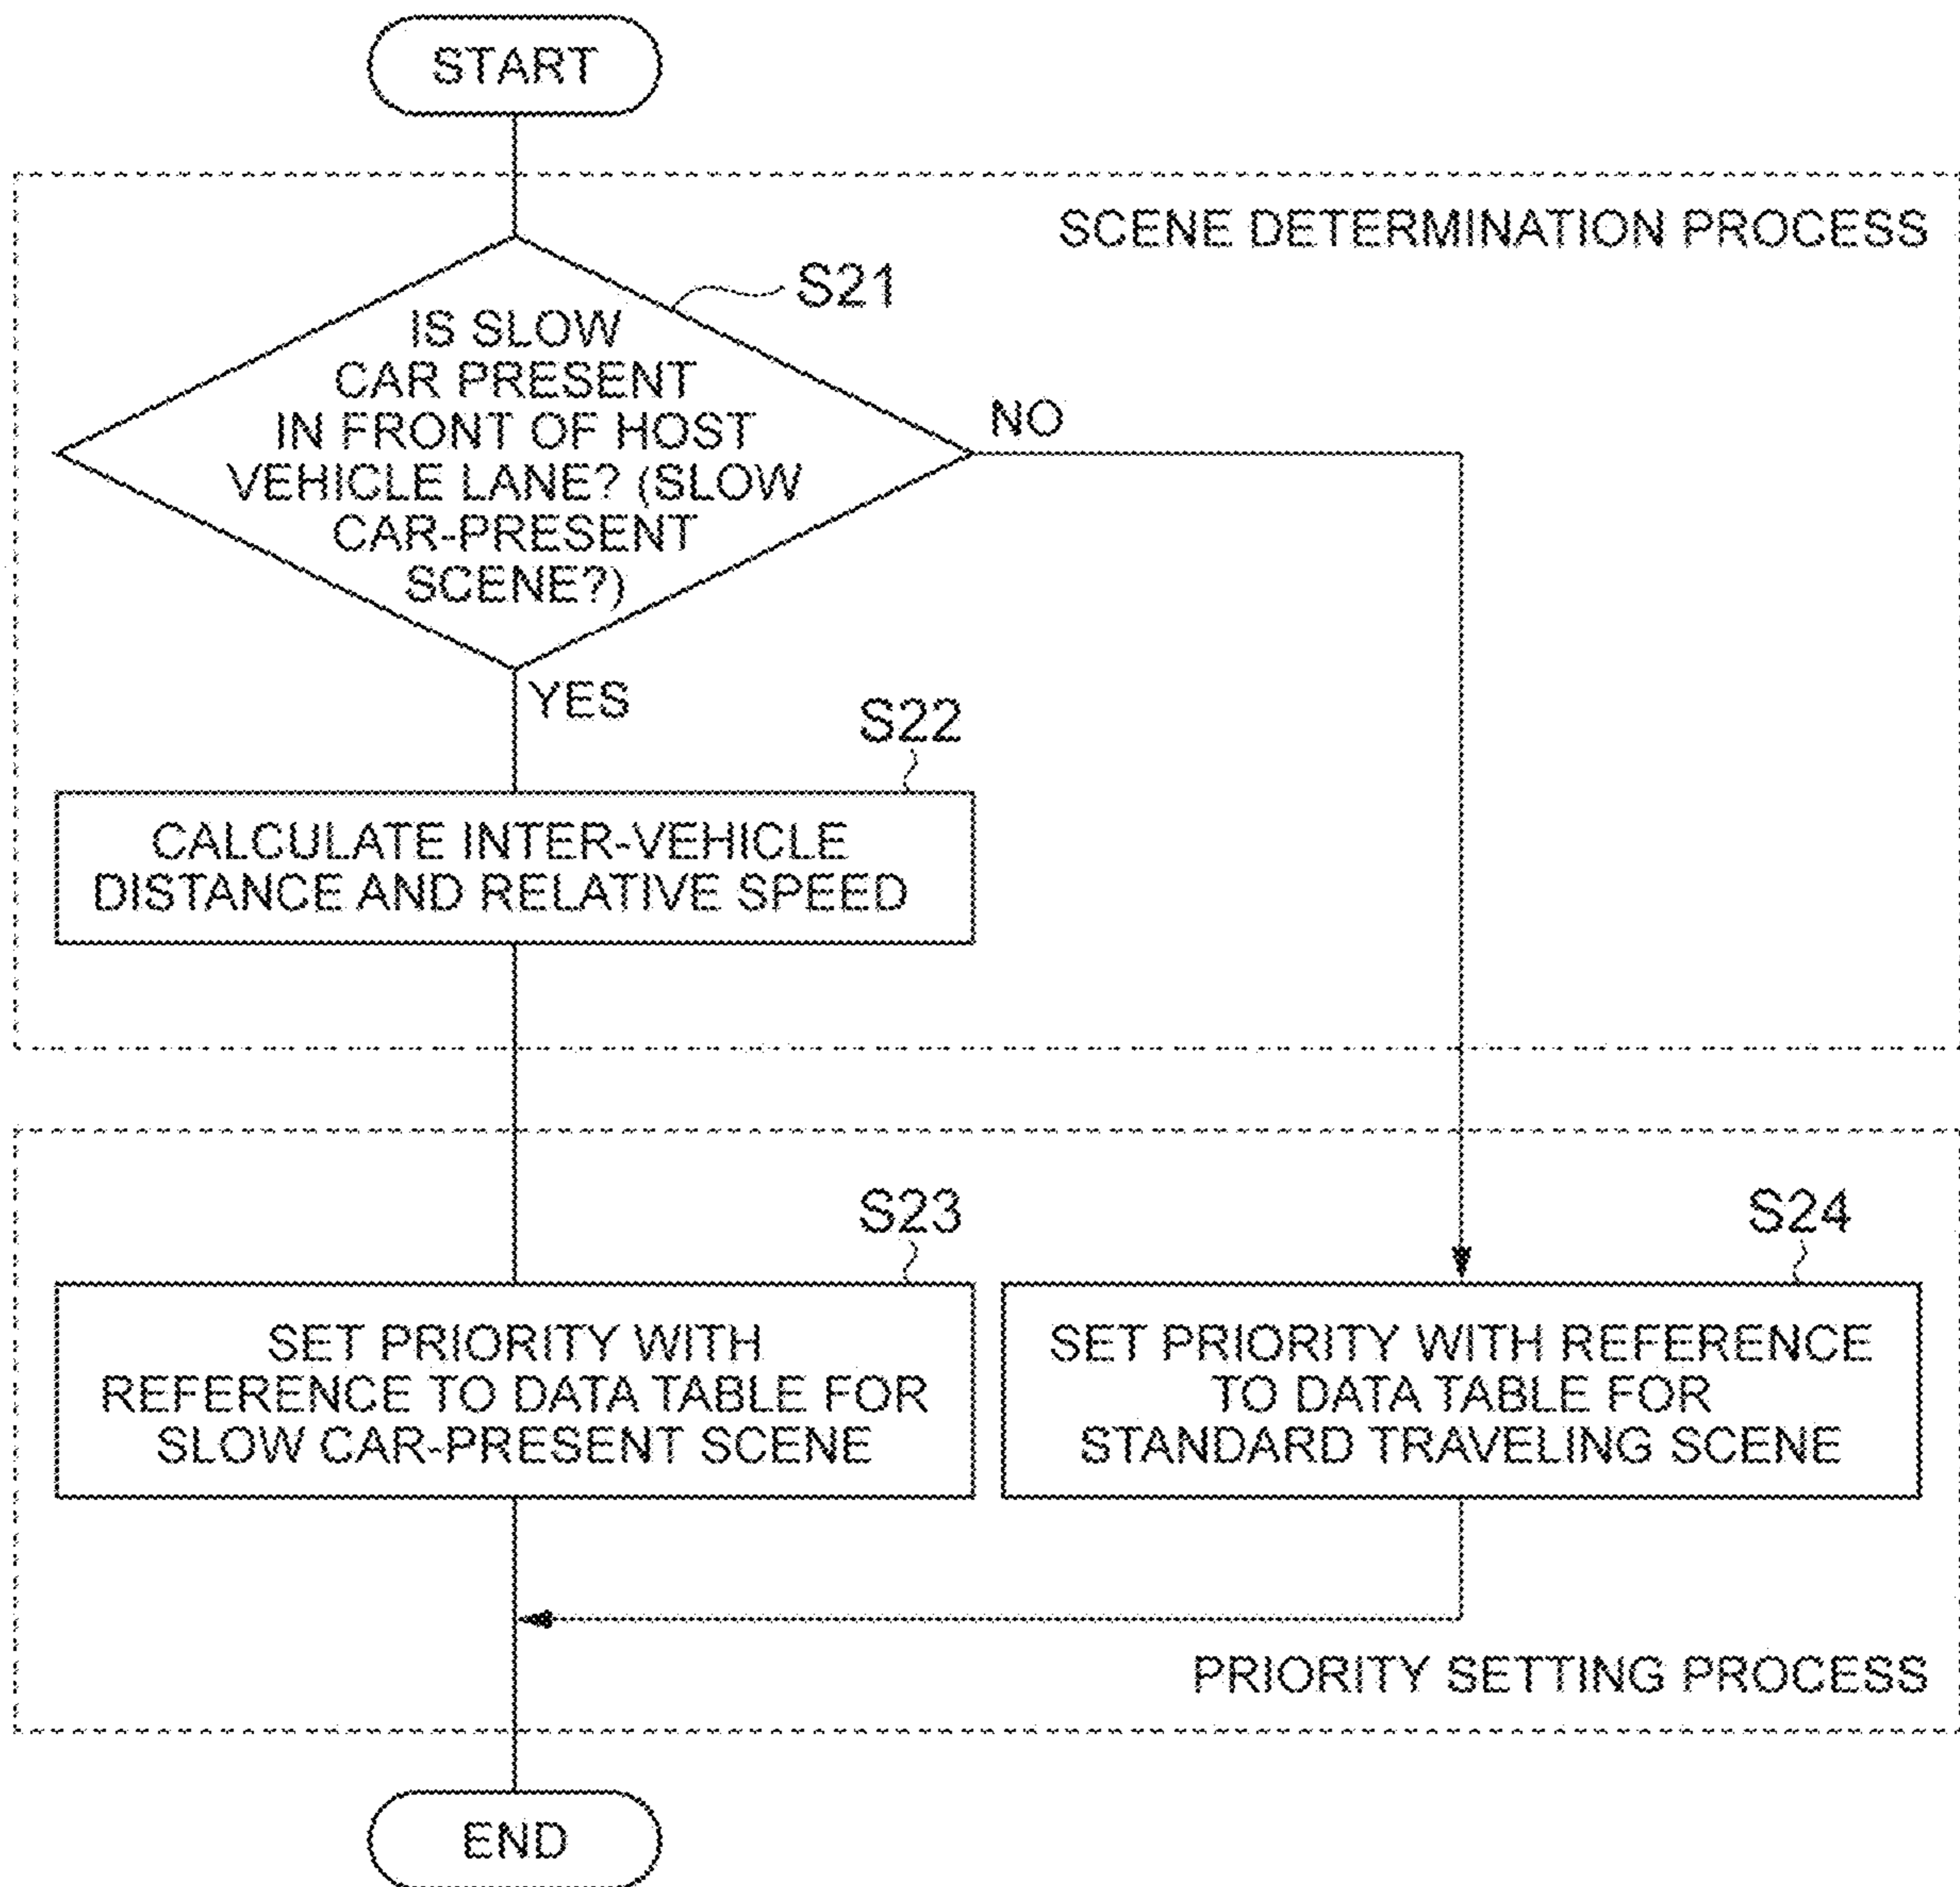 START
SCENE DETERMINATION PROCESS
S21
IS SLOW
CAR PRESENT
IN FRONT OF HOST
VEHICLE LANE? (SLOW
CAR-PRESENT
SCENE?)
NO
YES
S22
CALCULATE INTER-VEHICLE
DISTANCE AND RELATIVE SPEED
S23
SET PRIORITY WITH
REFERENCE TO DATA TABLE FOR
SLOW CAR-PRESENT SCENE
S24
SET PRIORITY WITH REFERENCE
TO DATA TABLE FOR
STANDARD TRAVELING SCENE
PRIORITY SETTING PROCESS
END